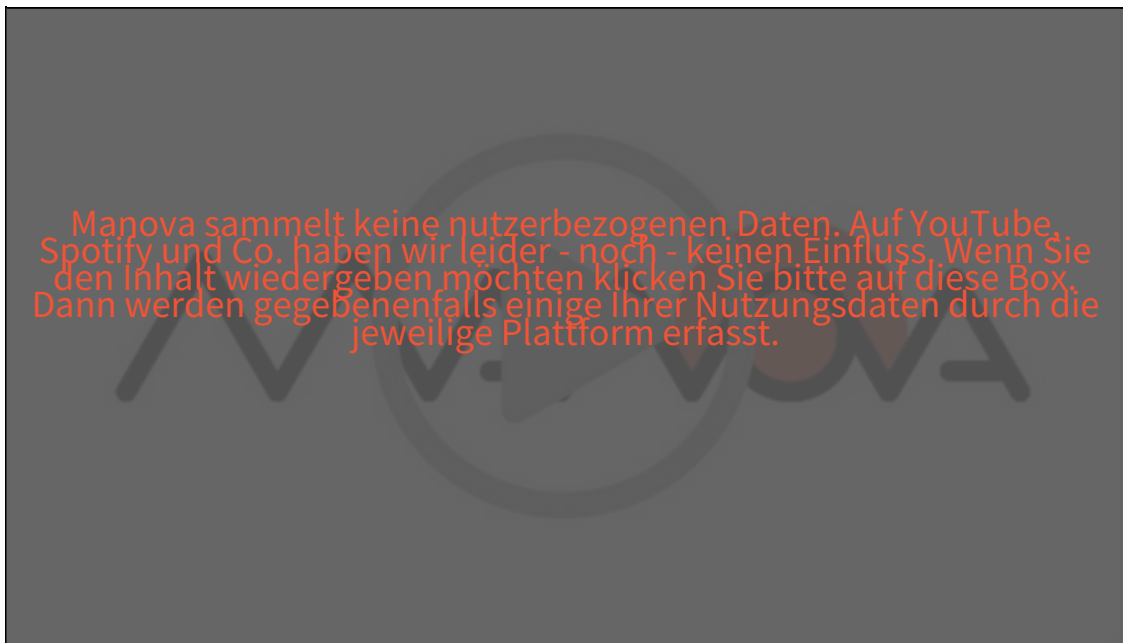 Manova sammelt keine nutzerbezogenen Daten. Auf YouTube,
Spotify und Co. haben wir leider - noch - keinen Einfluss. Wenn Sie
den Inhalt wiedergeben möchten klicken Sie bitte auf diese Box.
Dann werden gegebenenfalls einige Ihrer Nutzungsdaten durch die
jeweilige Plattform erfasst.
MANOVA